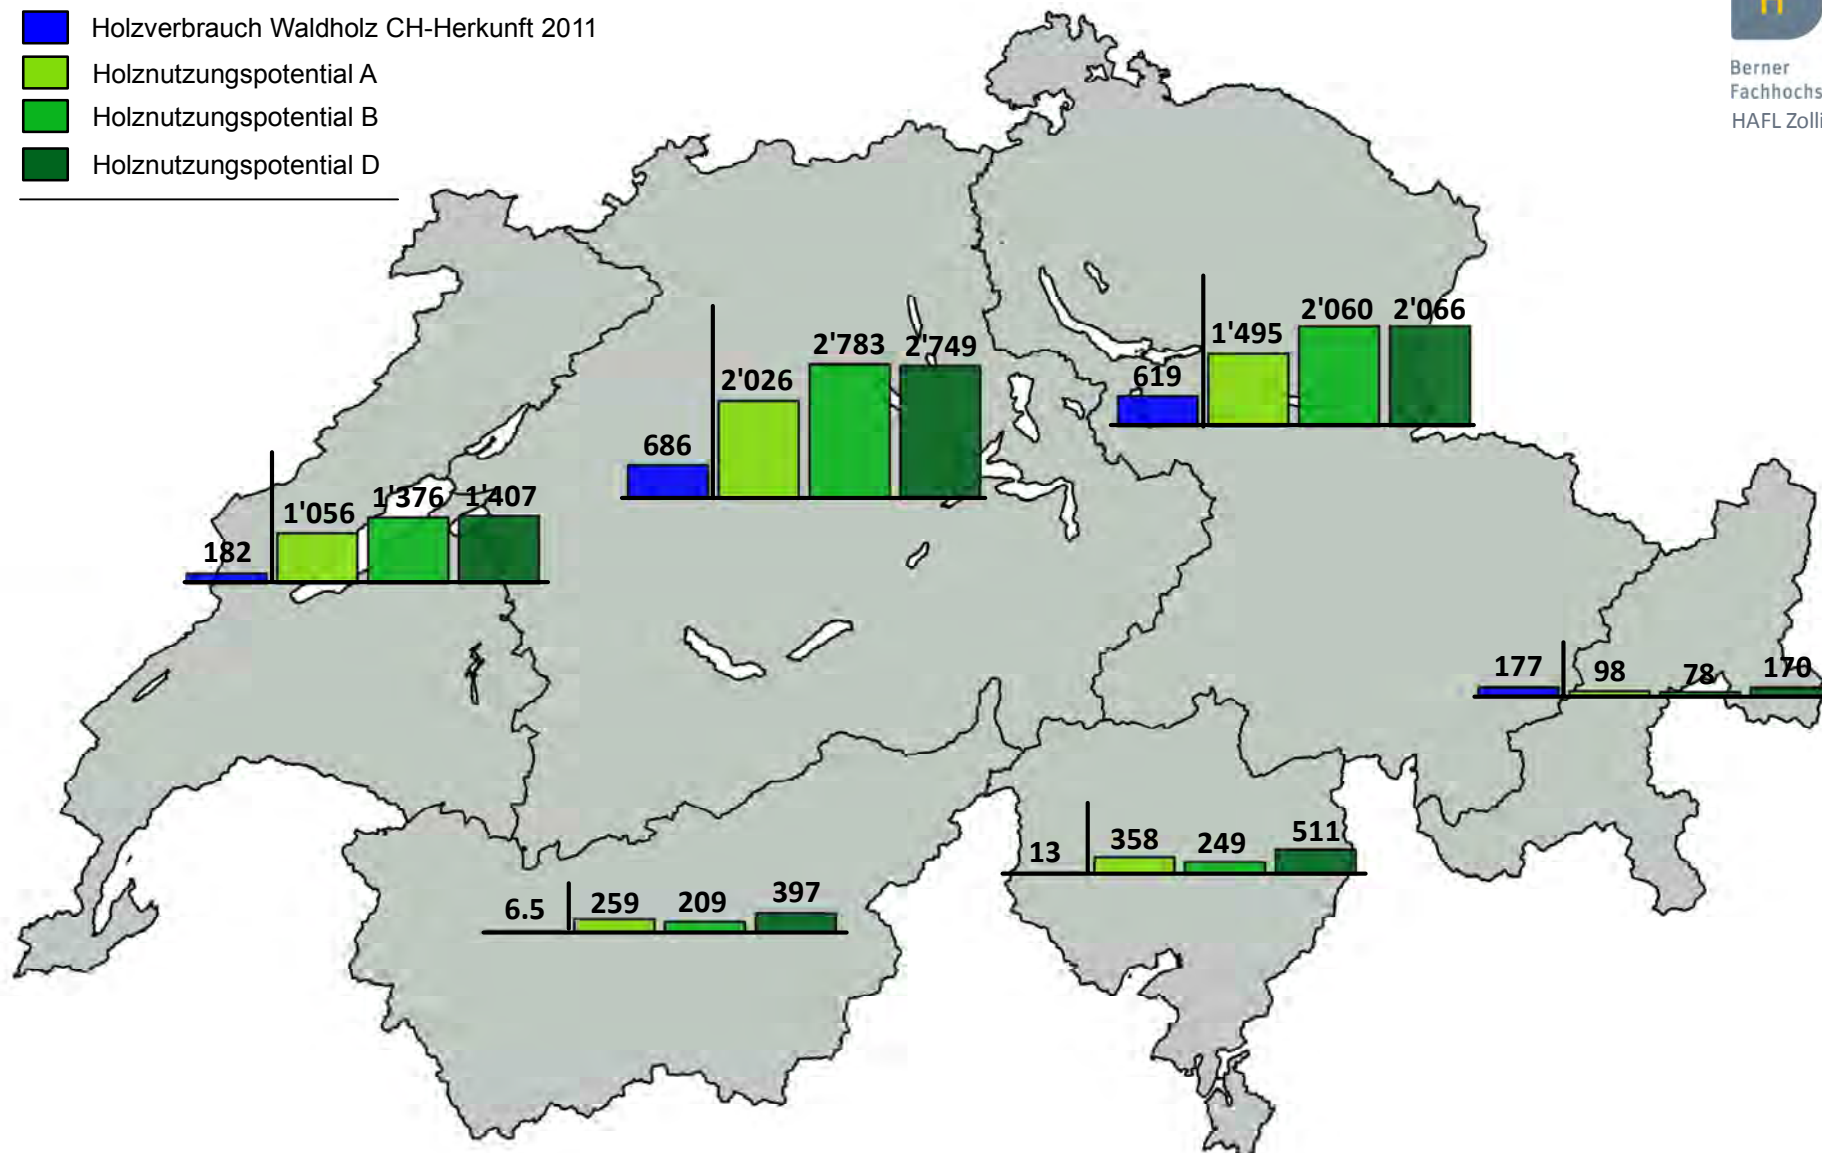 Holzverbrauch Waldholz CH-Herkunft 2011
Holznutzungspotential A
Holznutzungspotential B
Holznutzungspotential D
H
Berner
Fachhochs
HAFL Zolli
2'060 2'066
1'495
619
2'783 2'749
2'026
686
1'376 1'407
1'056
182
177 98 78 170
13 358 249 511
6.5 259 209 397